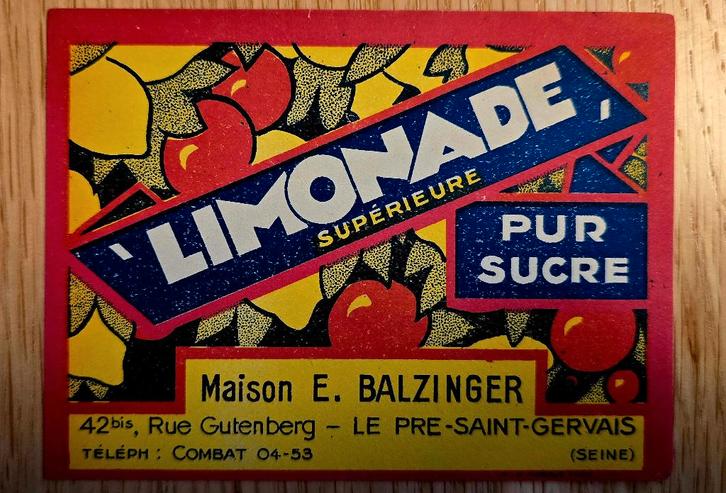 LIMONADE
SUPÉRIEURE
PUR
SUCRE
Maison E. BALZINGER
42bis, Rue Gutenberg – LE PRE-SAINT-GERVAIS
TÉLÉPH : COMBAT 04-53 (SEINE)